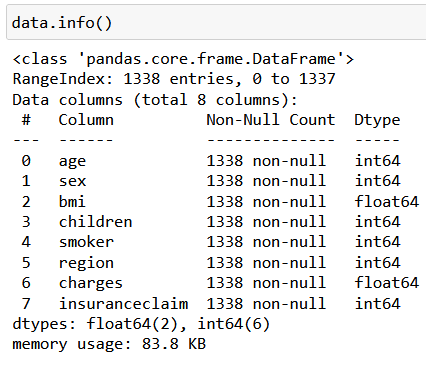 data.info()
<class 'pandas.core.frame.DataFrame'>
RangeIndex: 1338 entries, 0 to 1337
Data columns (total 8 columns):
 #   Column          Non-Null Count  Dtype
---  ------          --------------  -----
 0   age             1338 non-null   int64
 1   sex             1338 non-null   int64
 2   bmi             1338 non-null   float64
 3   children        1338 non-null   int64
 4   smoker          1338 non-null   int64
 5   region          1338 non-null   int64
 6   charges         1338 non-null   float64
 7   insuranceclaim  1338 non-null   int64
dtypes: float64(2), int64(6)
memory usage: 83.8 KB